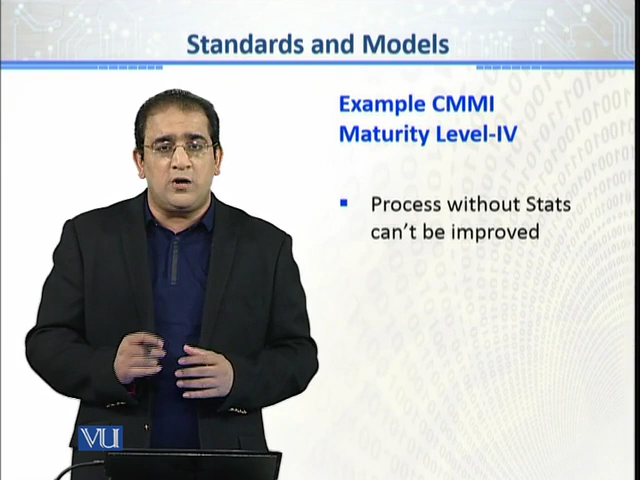 Standards and Models
Example CMMI
Maturity Level-IV
▪ Process without Stats
can't be improved
VU